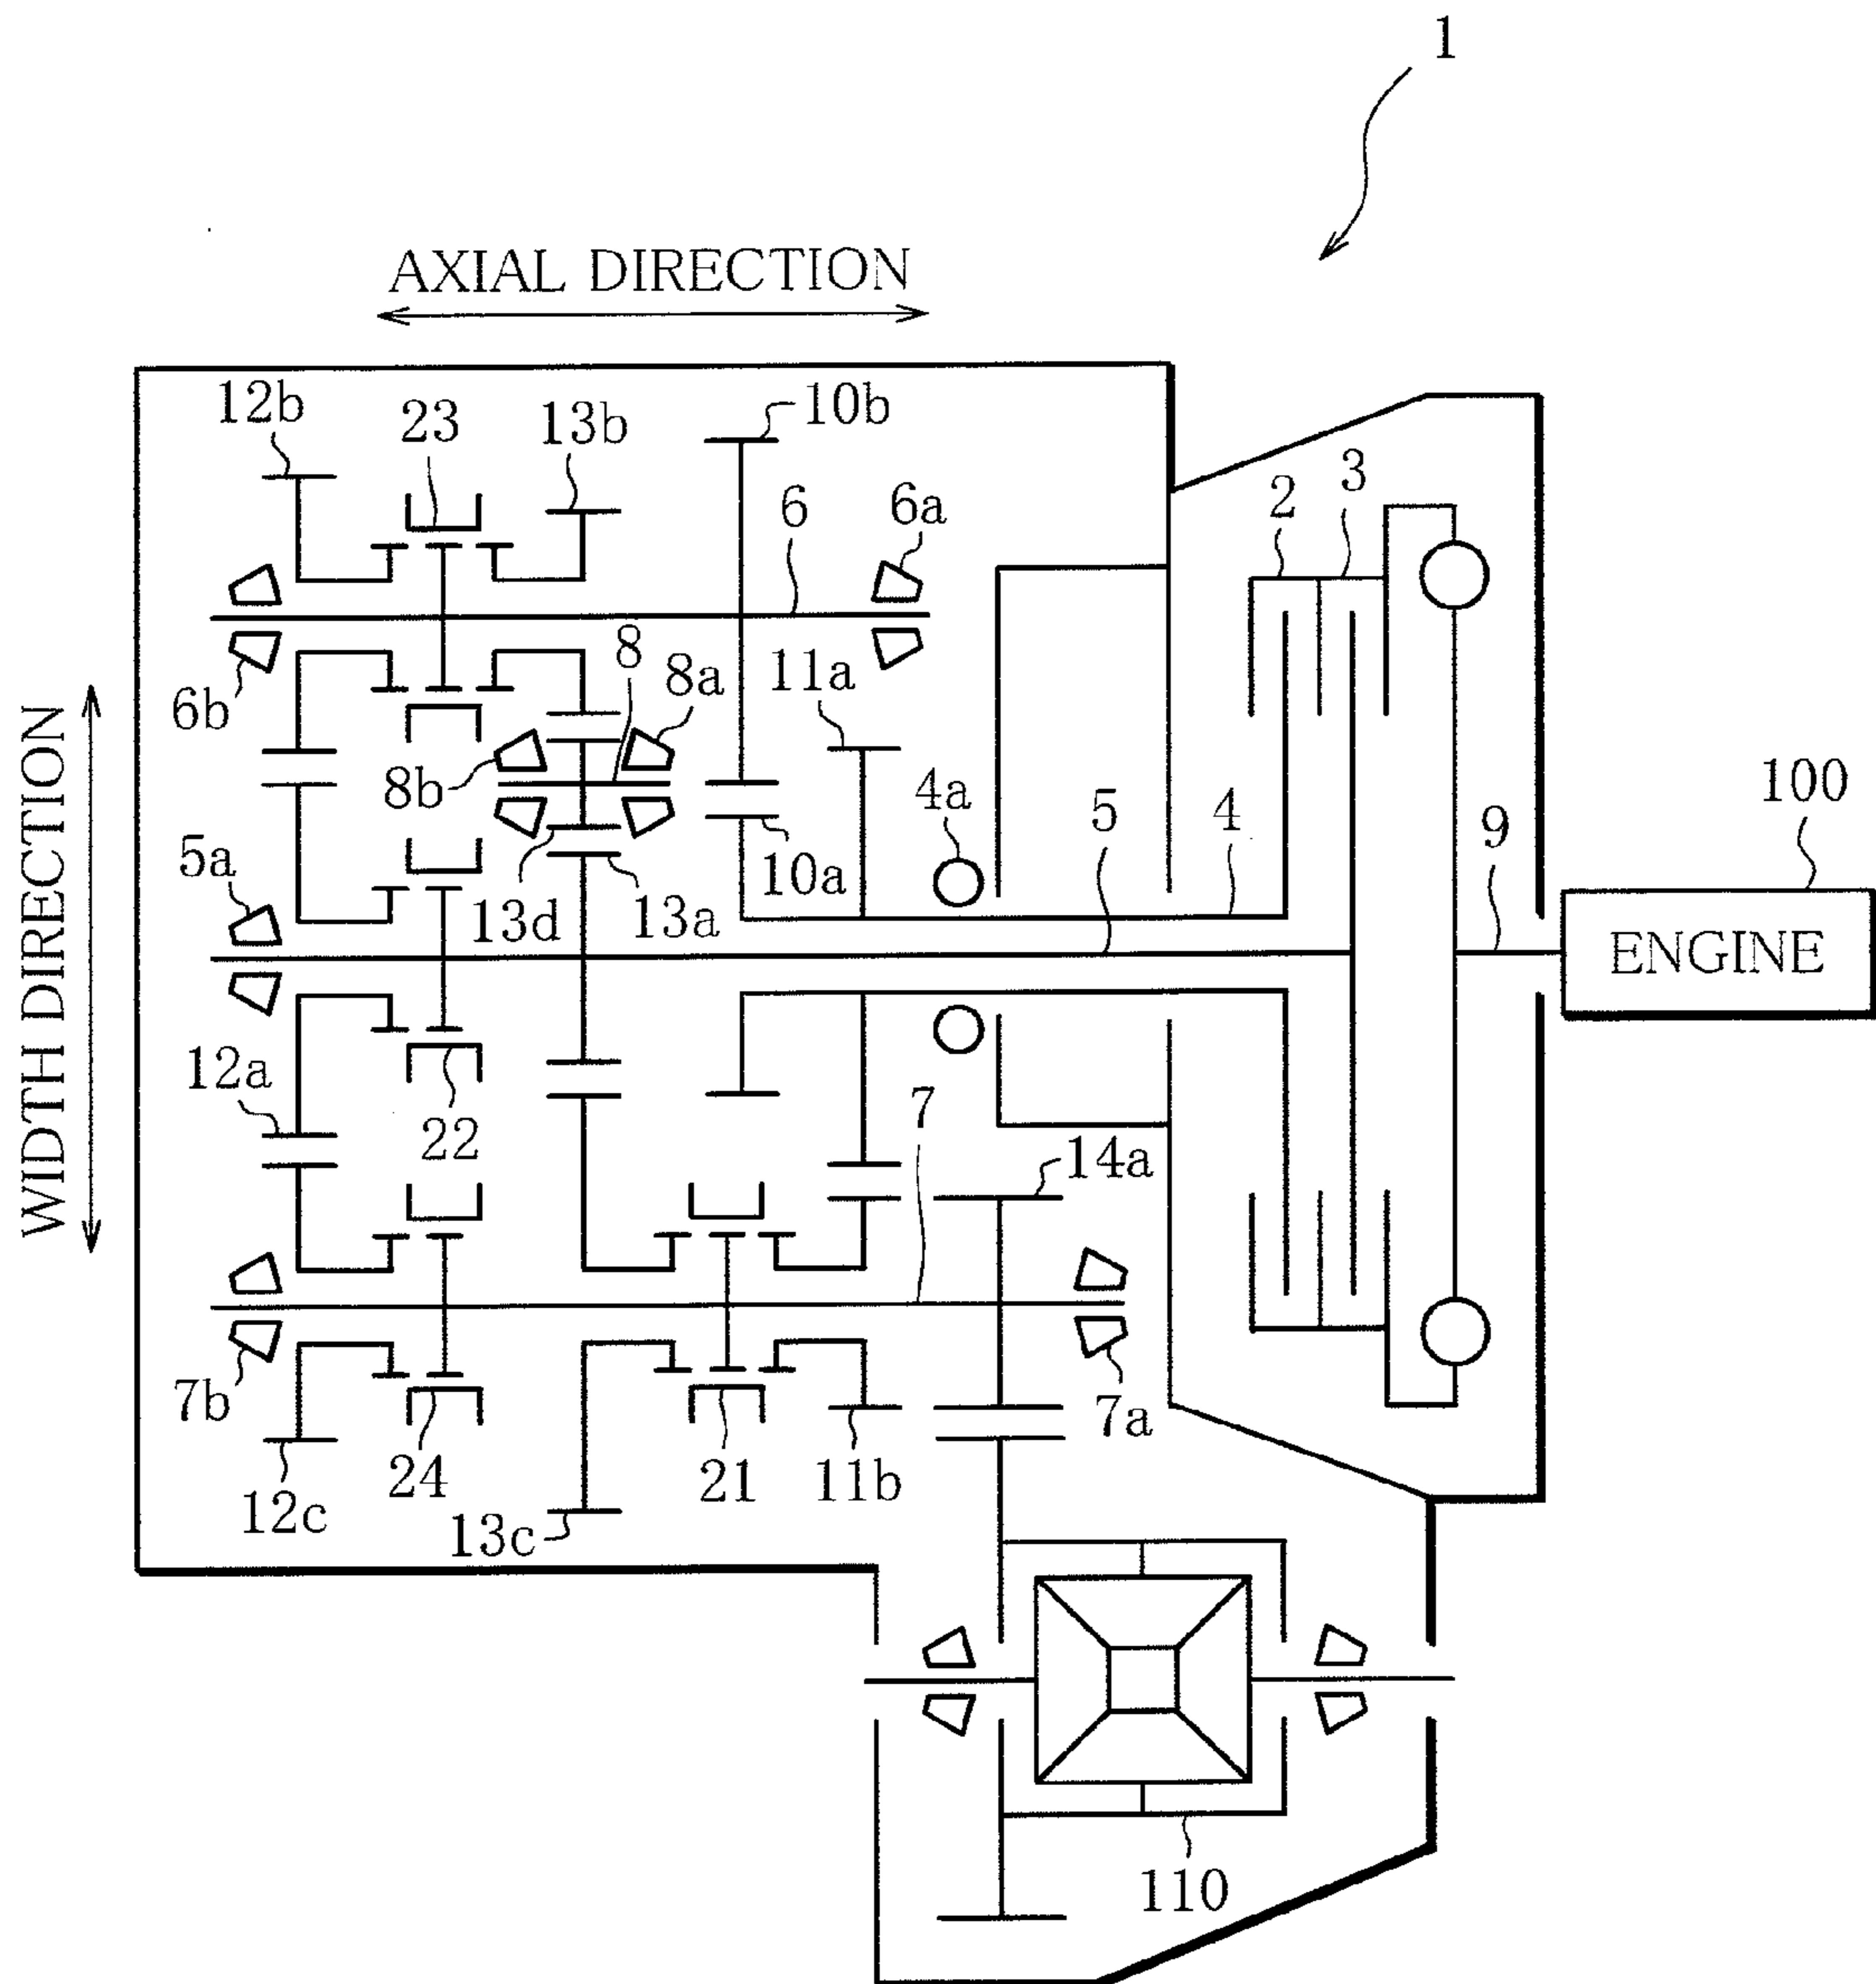 1
AXIAL DIRECTION
12b
23
13b
10b
6
6a
2
3
6b
8
8a
11a
8b
WIDTH DIRECTION
5a
13d
13a
10a
4a
5
4
9
100
ENGINE
12a
22
7
14a
7b
12c
24
13c
21
11b
7a
110